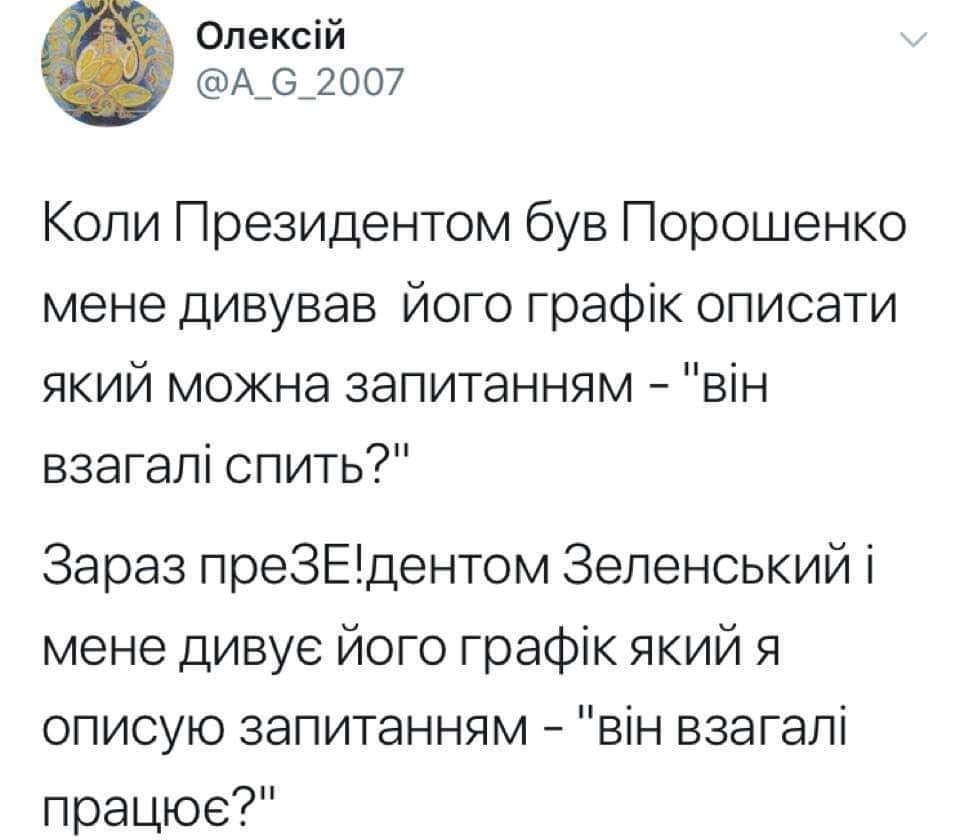 Олексій
@A_G_2007
Коли Президентом був Порошенко
мене дивував  його графік описати
який можна запитанням - "він
взагалі спить?"
Зараз преЗЕ!дентом Зеленський і
мене дивує його графік який я
описую запитанням - "він взагалі
працює?"